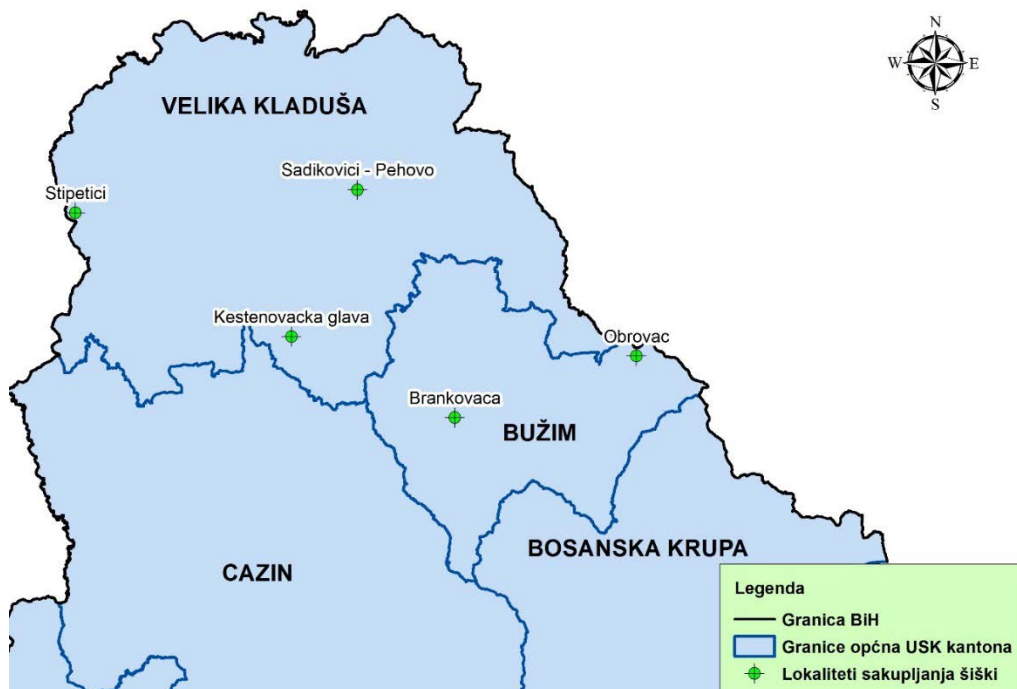 N
W
E
S
VELIKA KLADUŠA
Sadikovici - Pehovo
Stipetici
Kestenovacka glava
Obrovac
Brankovaca
BUŽIM
BOSANSKA KRUPA
CAZIN
Legenda
Granica BiH
Granice općna USK kantona
Lokaliteti sakupljanja šiški